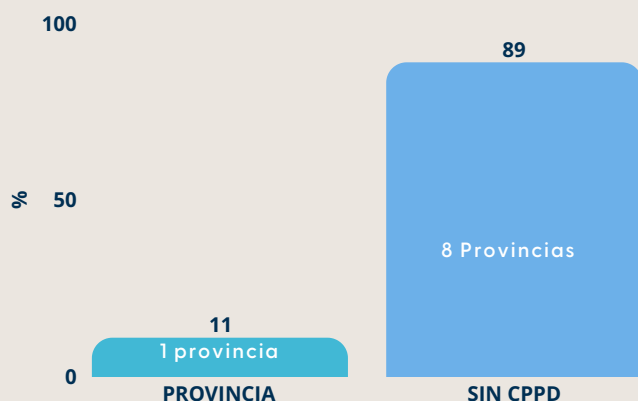 100
89
%
50
8 Provincias
11
1 provincia
0
PROVINCIA
SIN CPPD